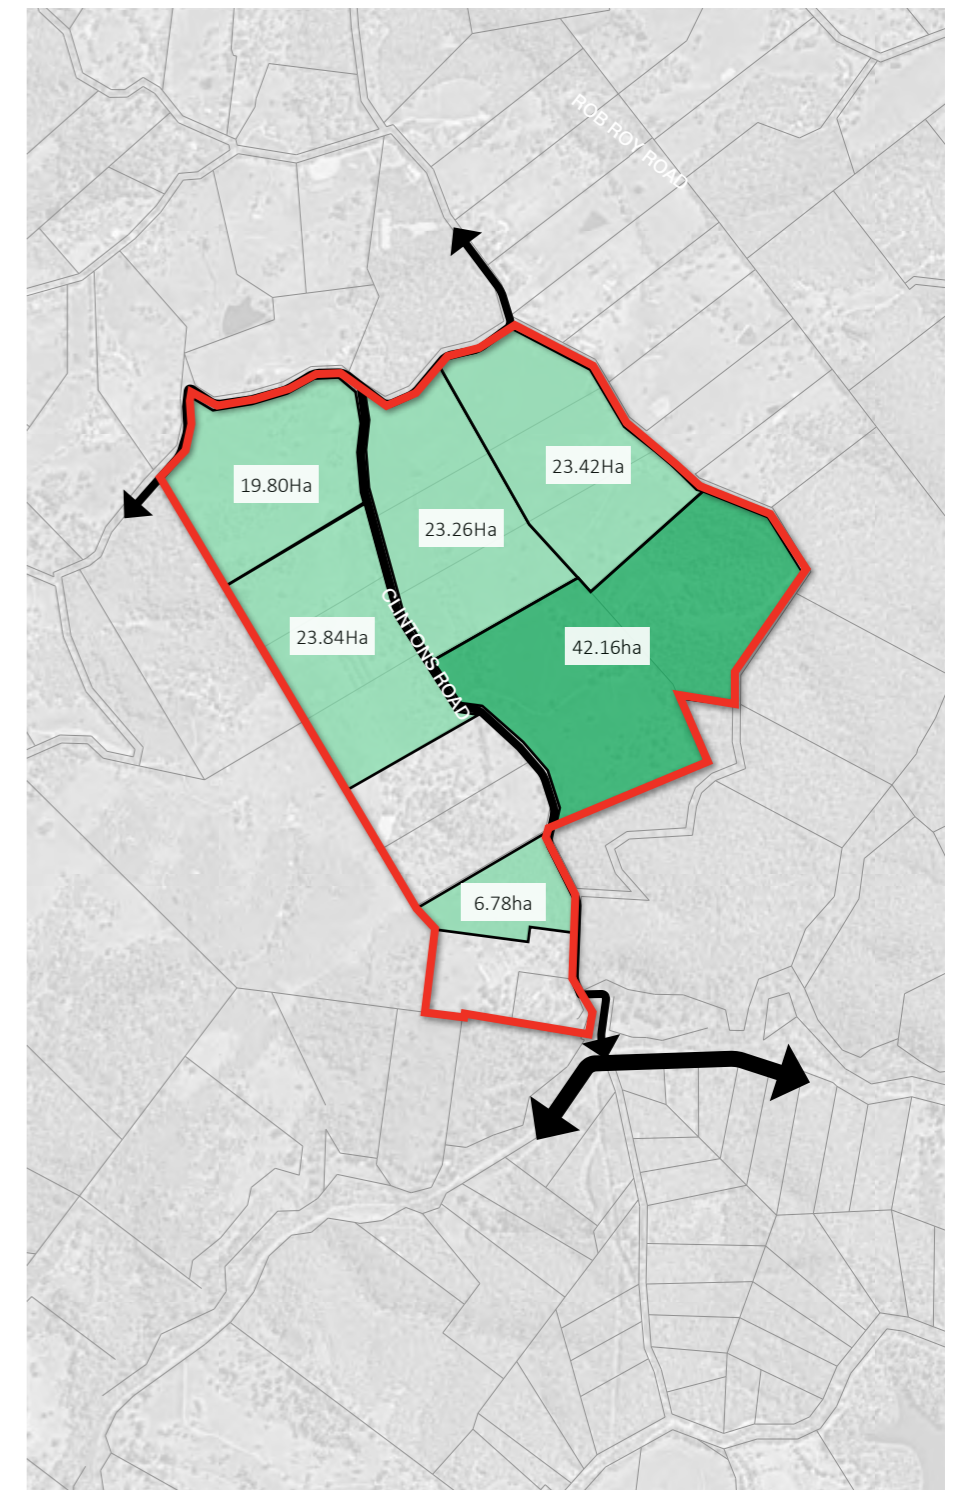 ROB ROY ROAD
23.42Ha
19.80Ha
23.26Ha
CLINTONS ROAD
23.84Ha
42.16ha
6.78ha